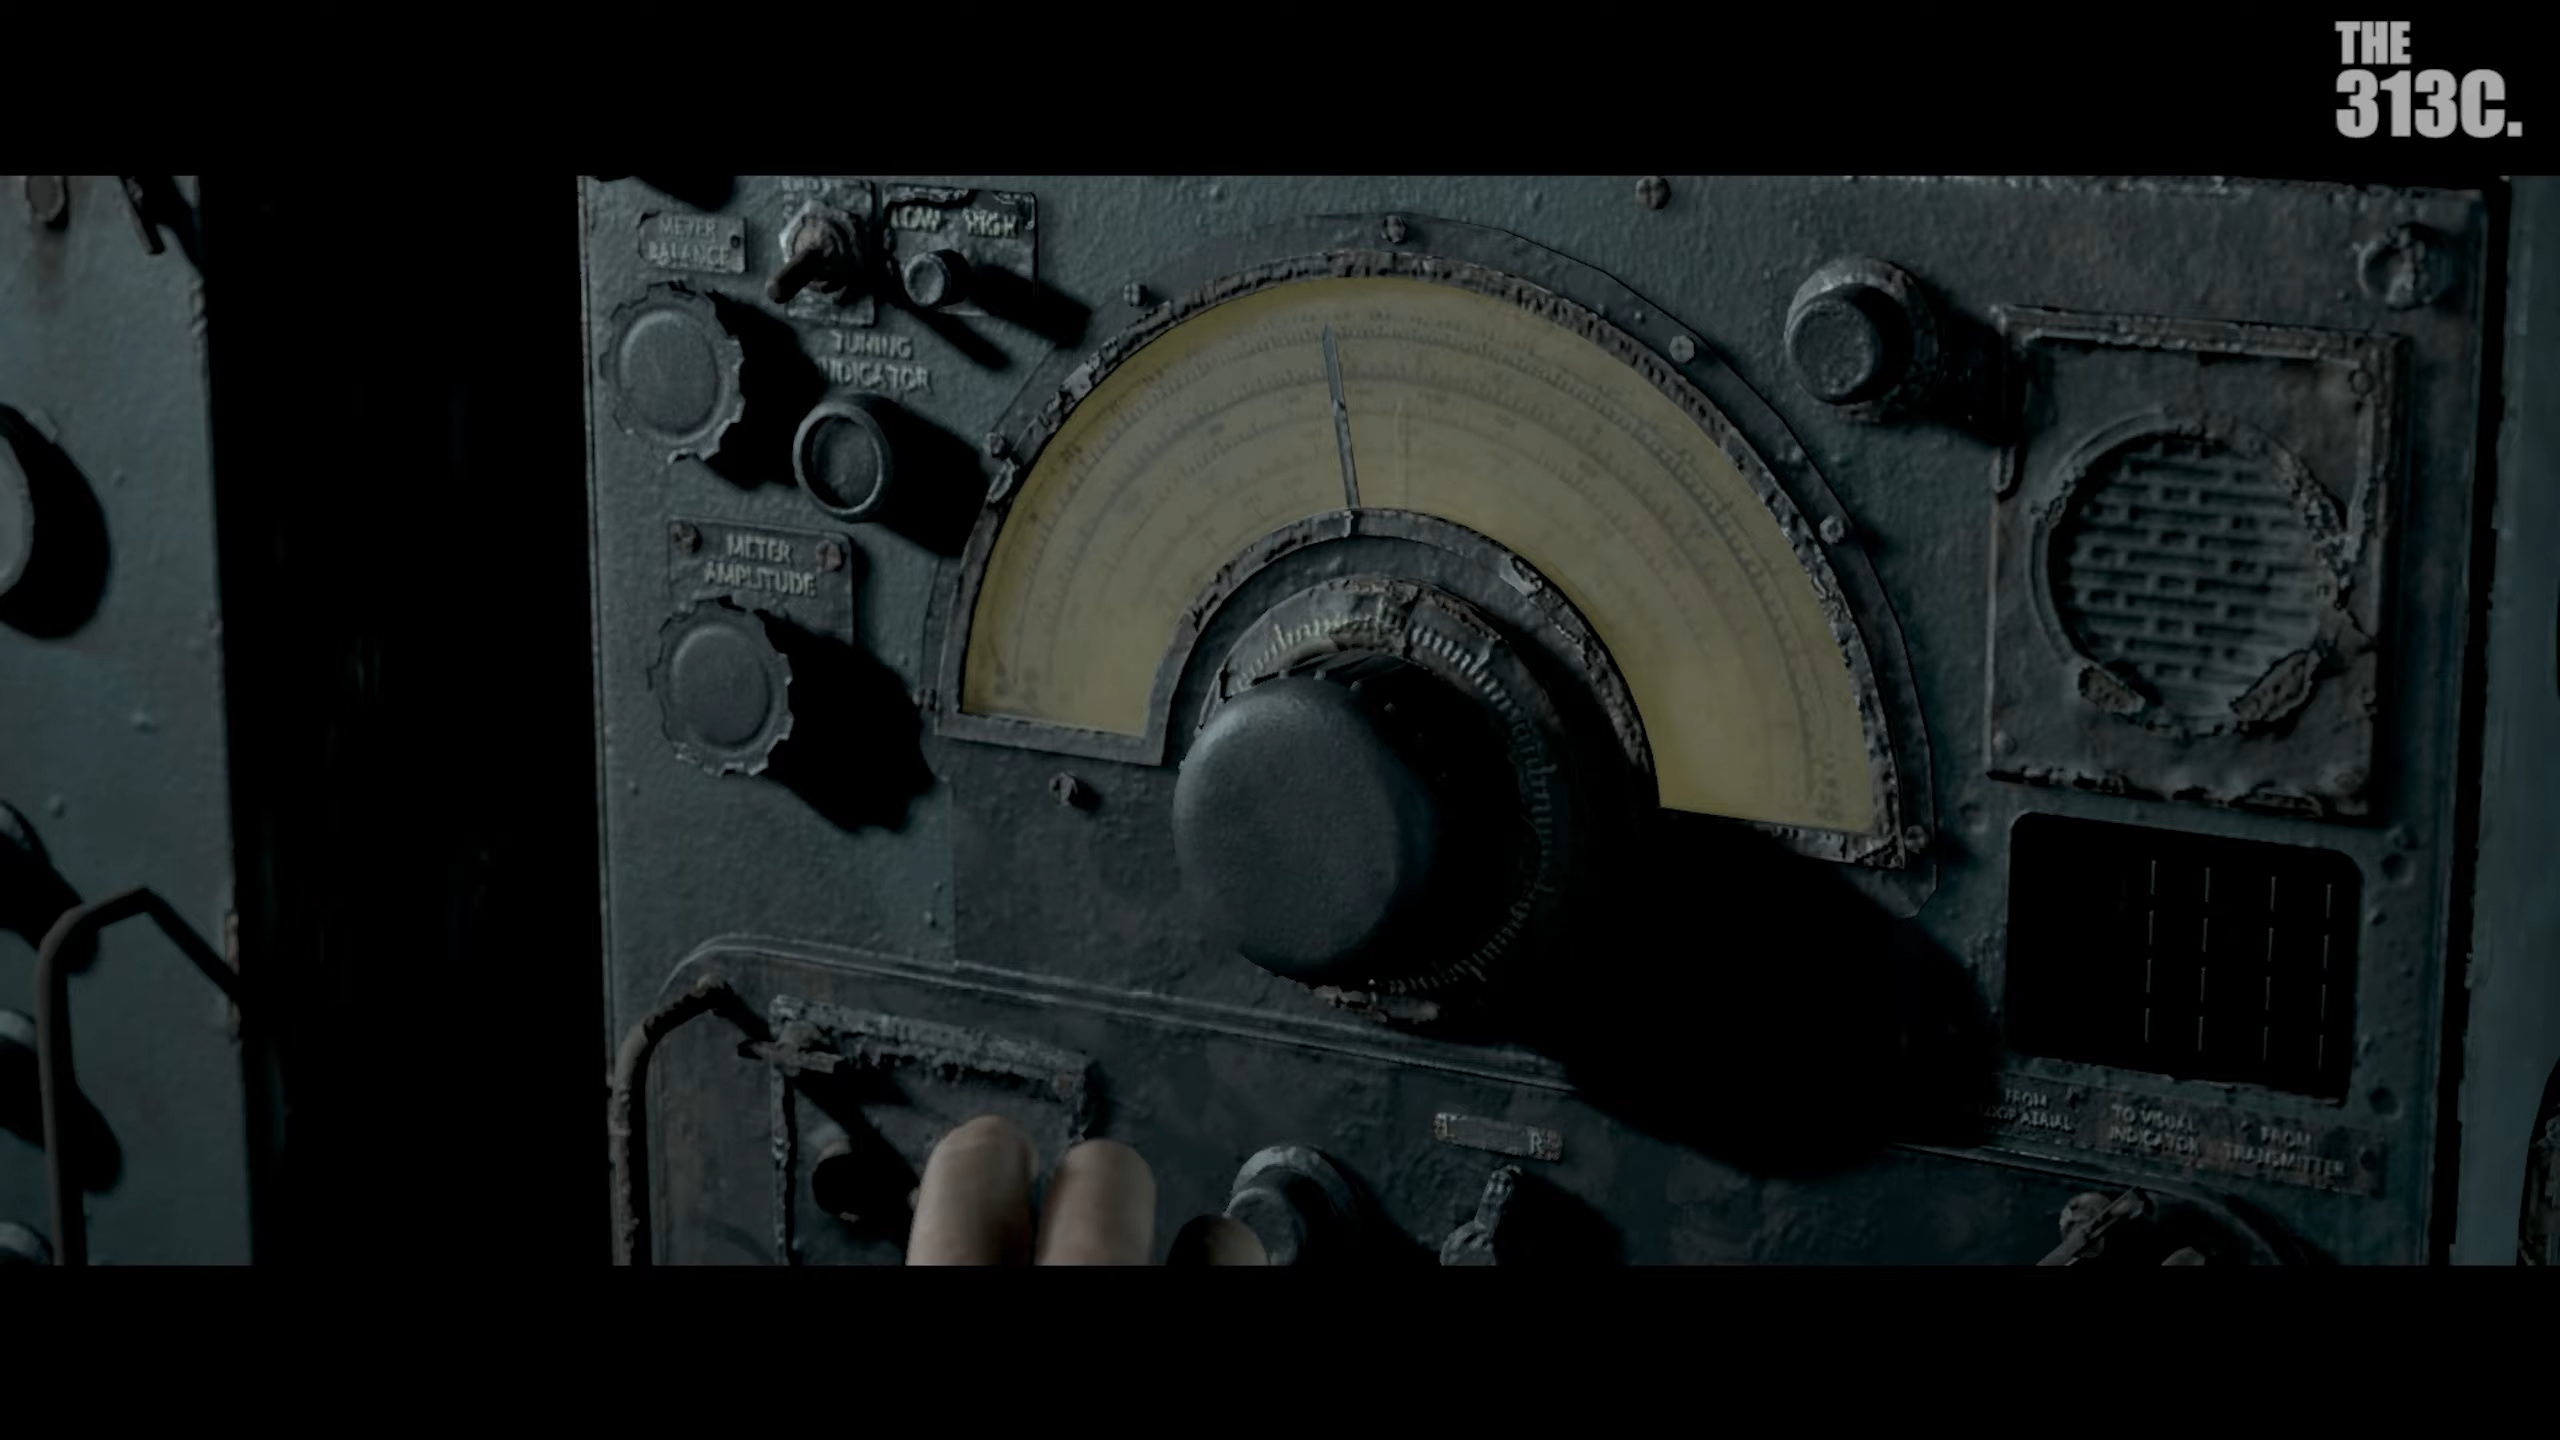 THE
313C.
METER
BALANCE
LOW - HIGH
TUNING
INDICATOR
METER
AMPLITUDE
R
FROM
LOOP AERIAL
TO VISUAL
INDICATOR
FROM
TRANSMITTER